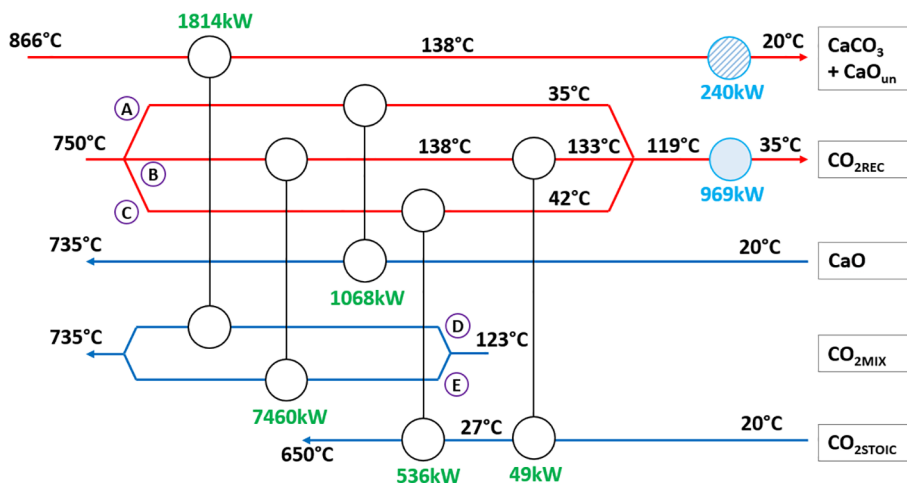 1814kW
866°C 138°C 20°C CaCO3
+ CaOun
240kW
A 35°C
750°C 138°C 133°C 119°C 35°C CO2REC
B
969kW
C 42°C
735°C 20°C CaO
1068kW
D
735°C 123°C CO2MIX
E
7460kW
27°C 20°C
650°C CO2STOIC
536kW 49kW